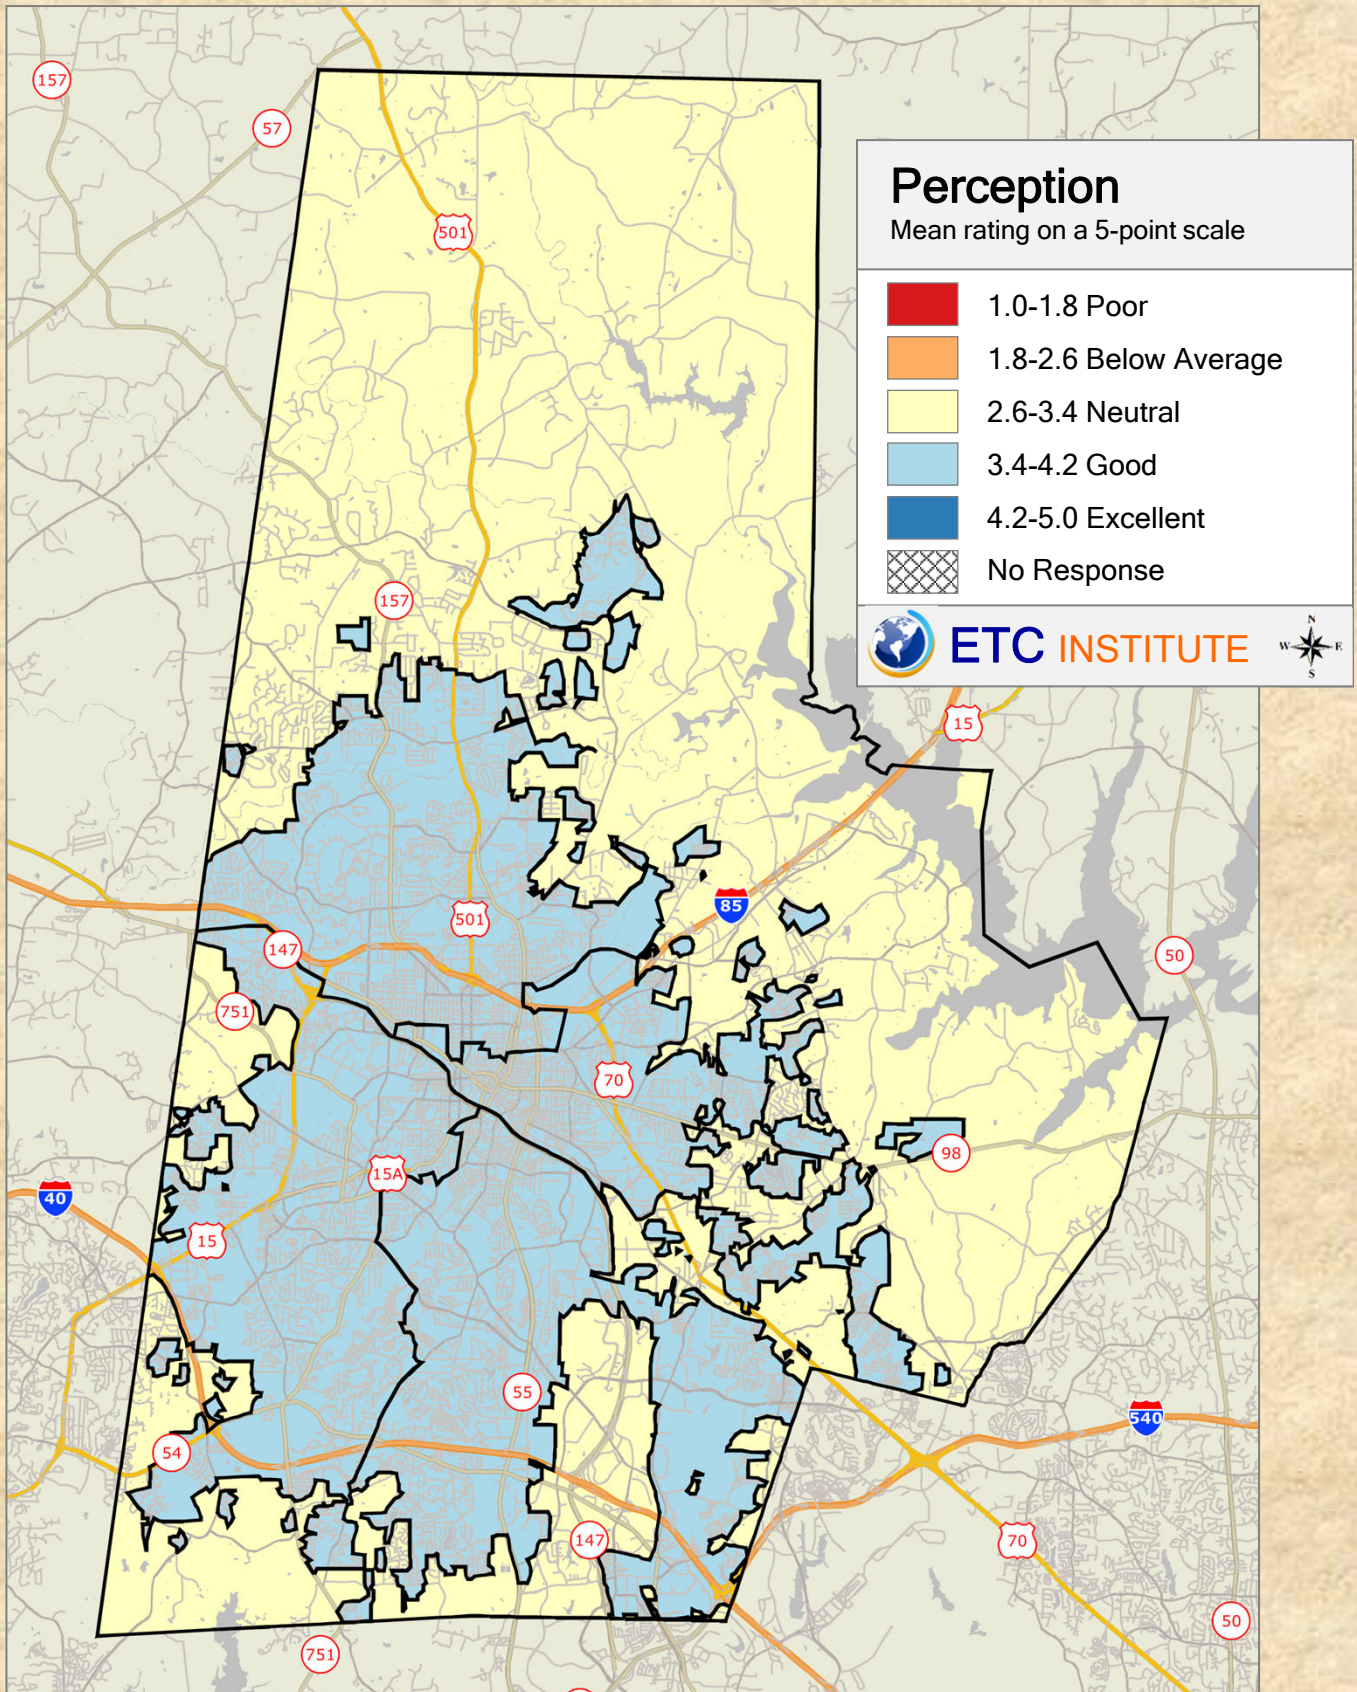 157
57
501
Perception
Mean rating on a 5-point scale
1.0-1.8 Poor
1.8-2.6 Below Average
2.6-3.4 Neutral
3.4-4.2 Good
4.2-5.0 Excellent
No Response
157
ETC INSTITUTE
N
W E
S
15
85
501
147
50
751
70
98
15A
40
15
55
540
54
147
70
50
751